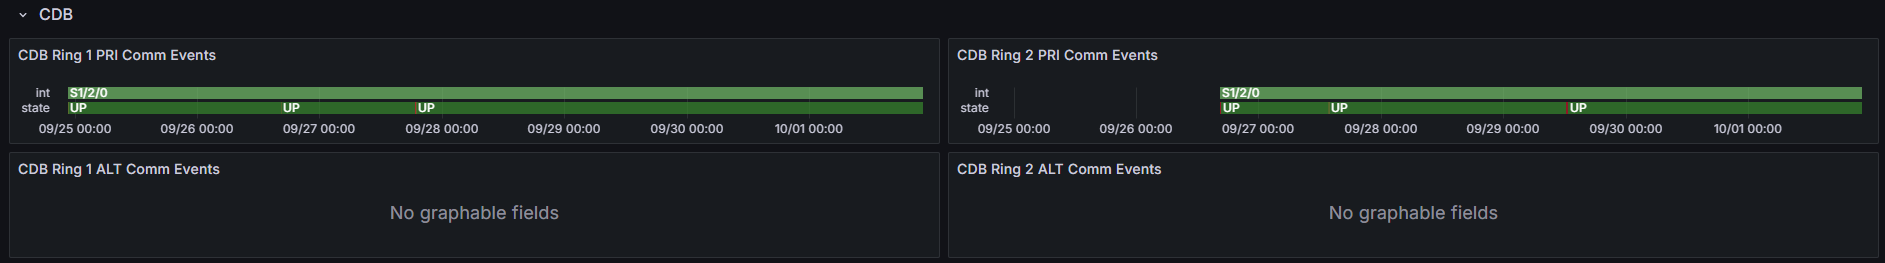 CDB
CDB Ring 1 PRI Comm Events
int S1/2/0
state UP UP UP
09/25 00:00 09/26 00:00 09/27 00:00 09/28 00:00 09/29 00:00 09/30 00:00 10/01 00:00
CDB Ring 2 PRI Comm Events
int S1/2/0
state UP UP UP
09/25 00:00 09/26 00:00 09/27 00:00 09/28 00:00 09/29 00:00 09/30 00:00 10/01 00:00
CDB Ring 1 ALT Comm Events
No graphable fields
CDB Ring 2 ALT Comm Events
No graphable fields